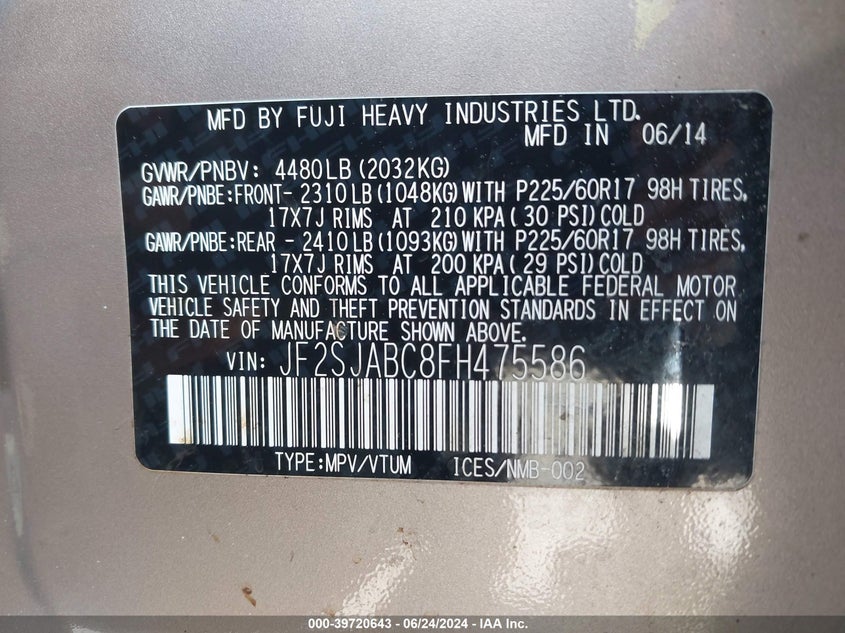 MFD BY FUJI HEAVY INDUSTRIES LTD.
MFD IN 06/14
GVWR/PNBV: 4480LB (2032KG)
GAWR/PNBE:FRONT- 2310LB (1048KG) WITH P225/60R17 98H TIRES,
17X7J RIMS AT 210 KPA ( 30 PSI) COLD
GAWR/PNBE:REAR - 2410LB (1093KG) WITH P225/60R17 98H TIRES,
17X7J RIMS AT 200 KPA ( 29 PSI) COLD
THIS VEHICLE CONFORMS TO ALL APPLICABLE FEDERAL MOTOR
VEHICLE SAFETY AND THEFT PREVENTION STANDARDS IN EFFECT ON
THE DATE OF MANUFACTURE SHOWN ABOVE.
VIN: JF2SJABC8FH475586
TYPE:MPV/VTUM ICES/NMB-002
000-39720643 - 06/24/2024 - IAA Inc.